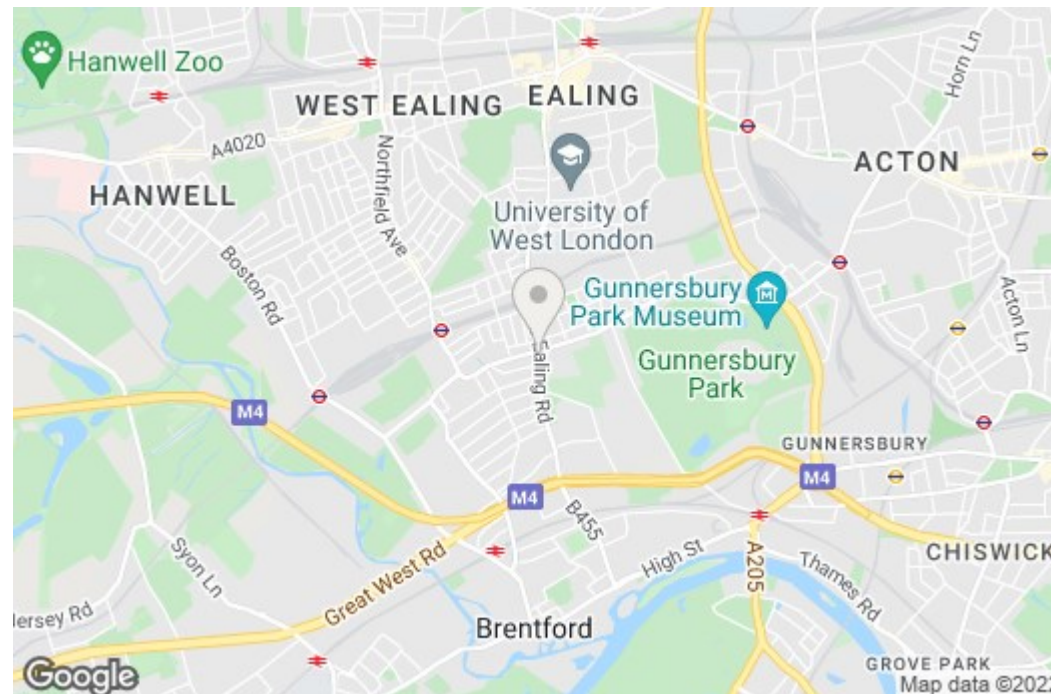 Hanwell Zoo
WEST EALING
EALING
Horn Ln
A4020
ACTON
HANWELL
Northfield Ave
University of
West London
Boston Rd
Gunnersbury
Park Museum
Acton Ln
Ealing Rd
Gunnersbury
Park
M4
GUNNERSBURY
M4
M4
B455
Syon Ln
Great West Rd
High St
A205
Thames Rd
CHISWICK
Jersey Rd
Brentford
GROVE PARK
Google
Map data ©2021